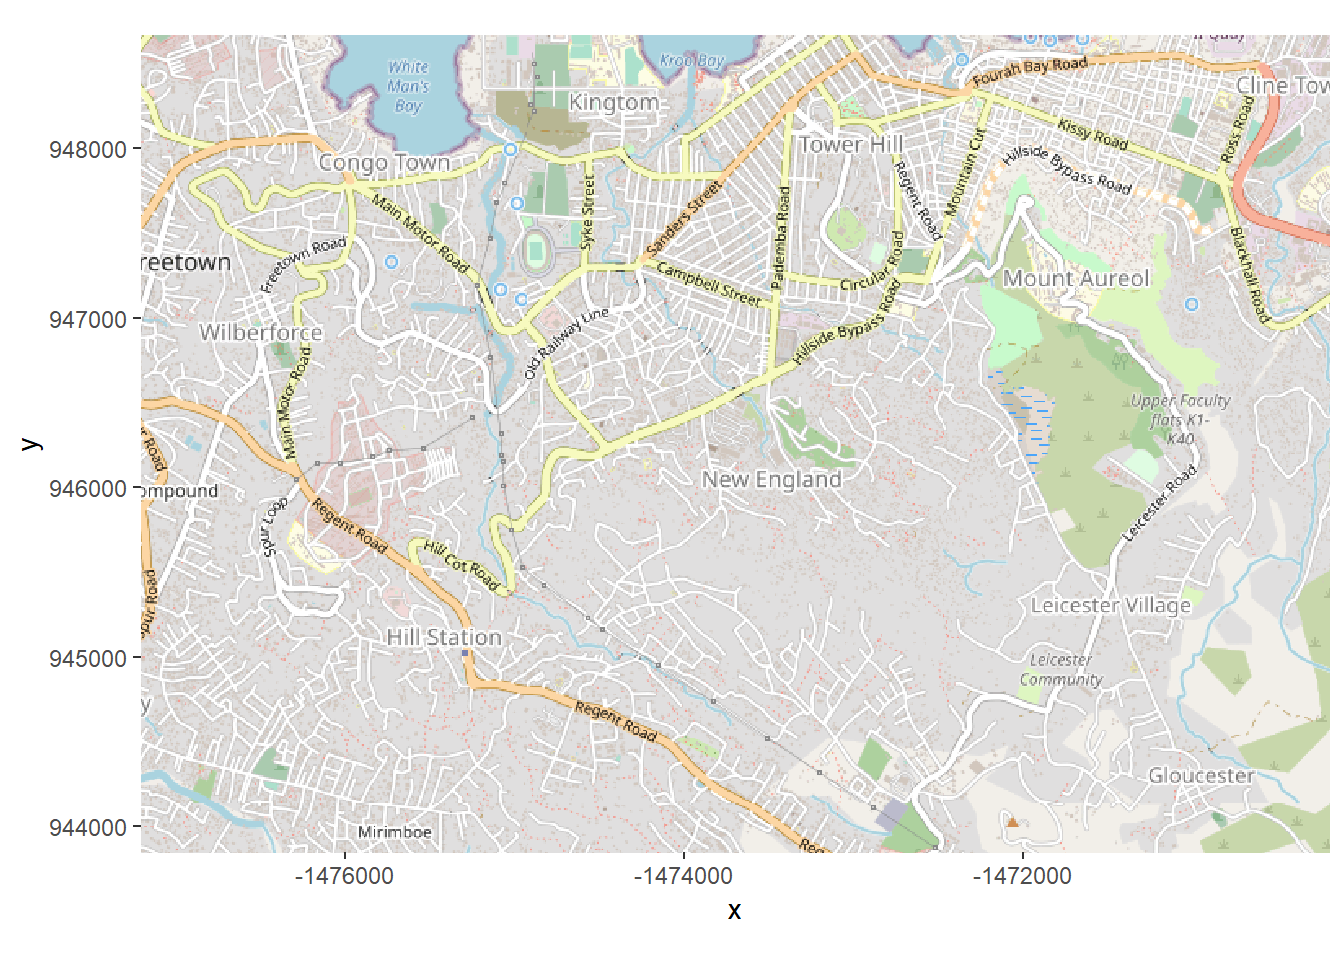 White
Man's
Bay
Kroo Bay
Kingtom
Fourah Bay Road
Cline Tow
948000
Congo Town
Tower Hill
Kissy Road
Ross Road
Hillside Bypass Road
Mountain Cut
Regent Road
Main Motor Road
Syke Street
Sanders Street
Pademba Road
reetown
Freetown Road
Campbell Street
Circular Road
Mount Aureol
Blackhall Road
947000
Wilberforce
Old Railway Line
Hillside Bypass Road
Main Motor Road
Upper Faculty
flats K1-
K40
y
946000
r Road
ompound
New England
Leicester Road
Spur Loop
Regent Road
Hill Cot Road
Spur Road
Leicester Village
Hill Station
945000
Leicester
Community
y
Regent Road
Gloucester
944000
Mirimboe
Reg
-1476000
-1474000
-1472000
x